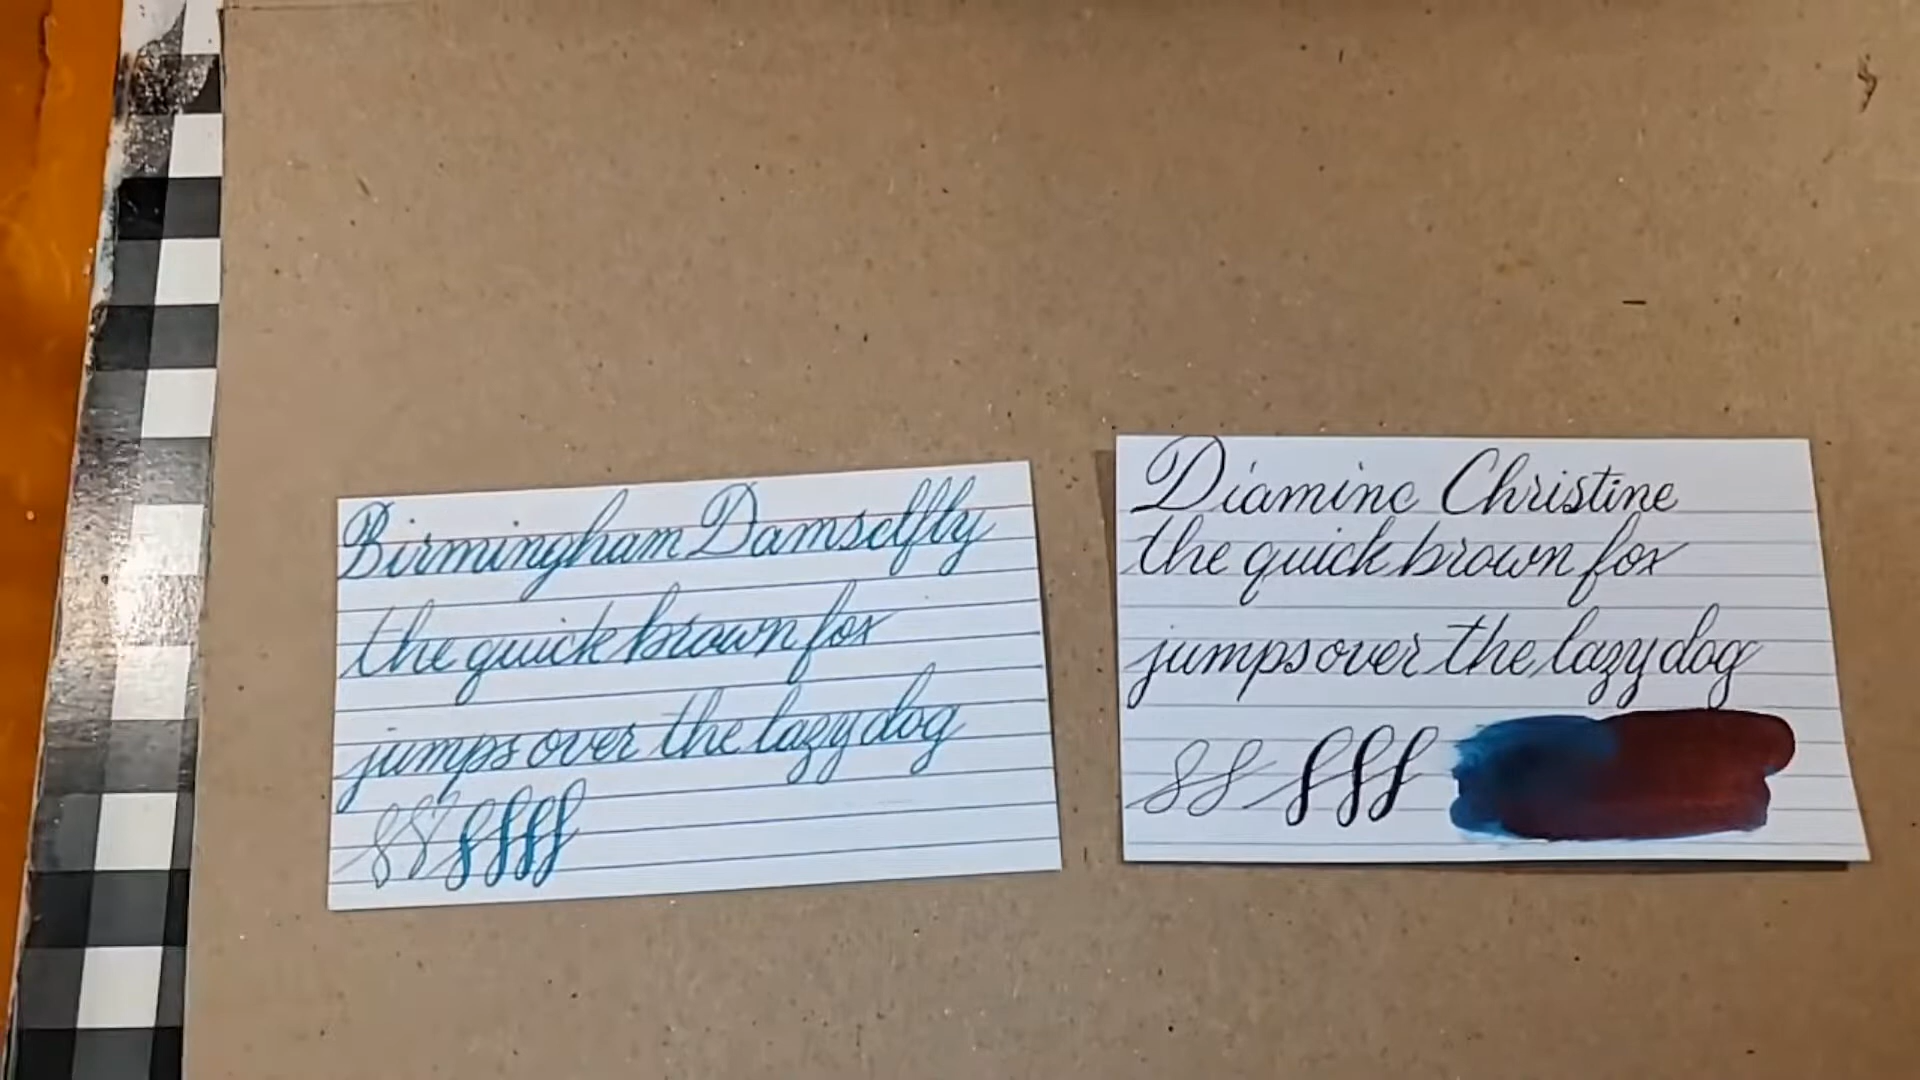 Birmingham Damselfly
the quick brown fox
jumps over the lazy dog
Diamine Christine
the quick brown fox
jumps over the lazy dog